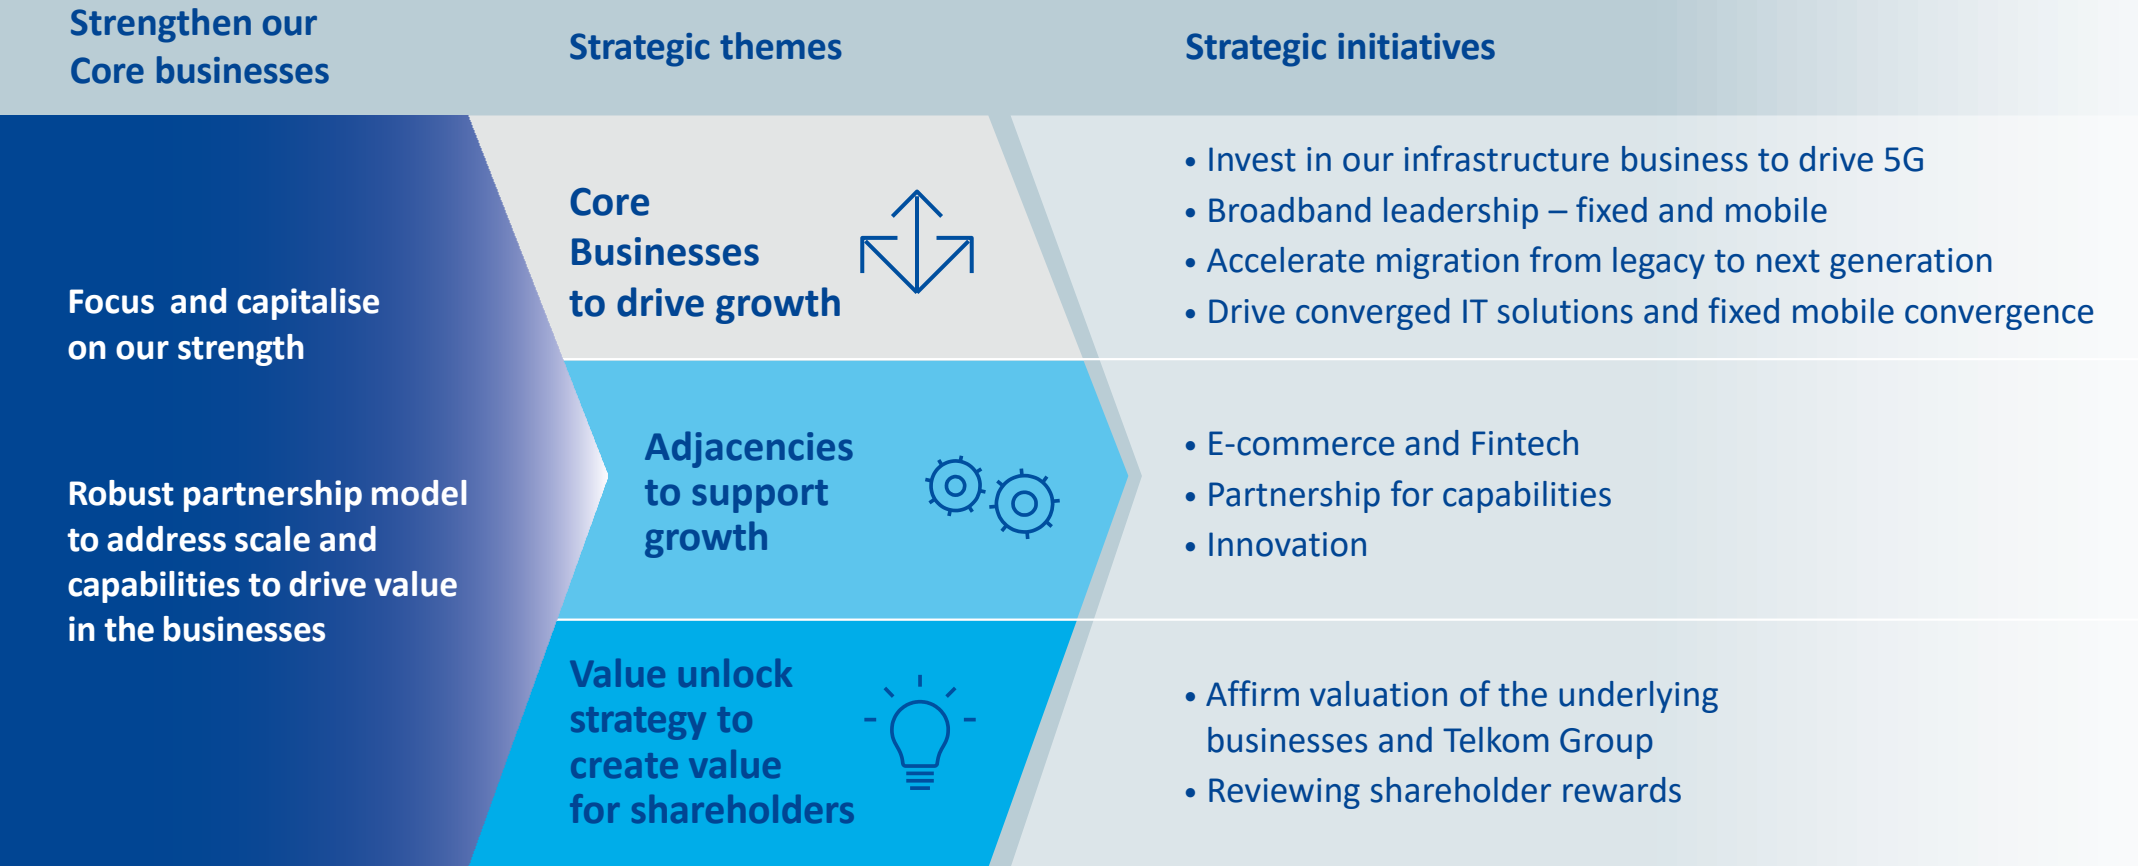 Strengthen our
Core businesses
Strategic themes
Strategic initiatives
Focus and capitalise
on our strength
Robust partnership model
to address scale and
capabilities to drive value
in the businesses
Core
Businesses
to drive growth
• Invest in our infrastructure business to drive 5G
• Broadband leadership – fixed and mobile
• Accelerate migration from legacy to next generation
• Drive converged IT solutions and fixed mobile convergence
Adjacencies
to support
growth
• E-commerce and Fintech
• Partnership for capabilities
• Innovation
Value unlock
strategy to
create value
for shareholders
• Affirm valuation of the underlying
businesses and Telkom Group
• Reviewing shareholder rewards